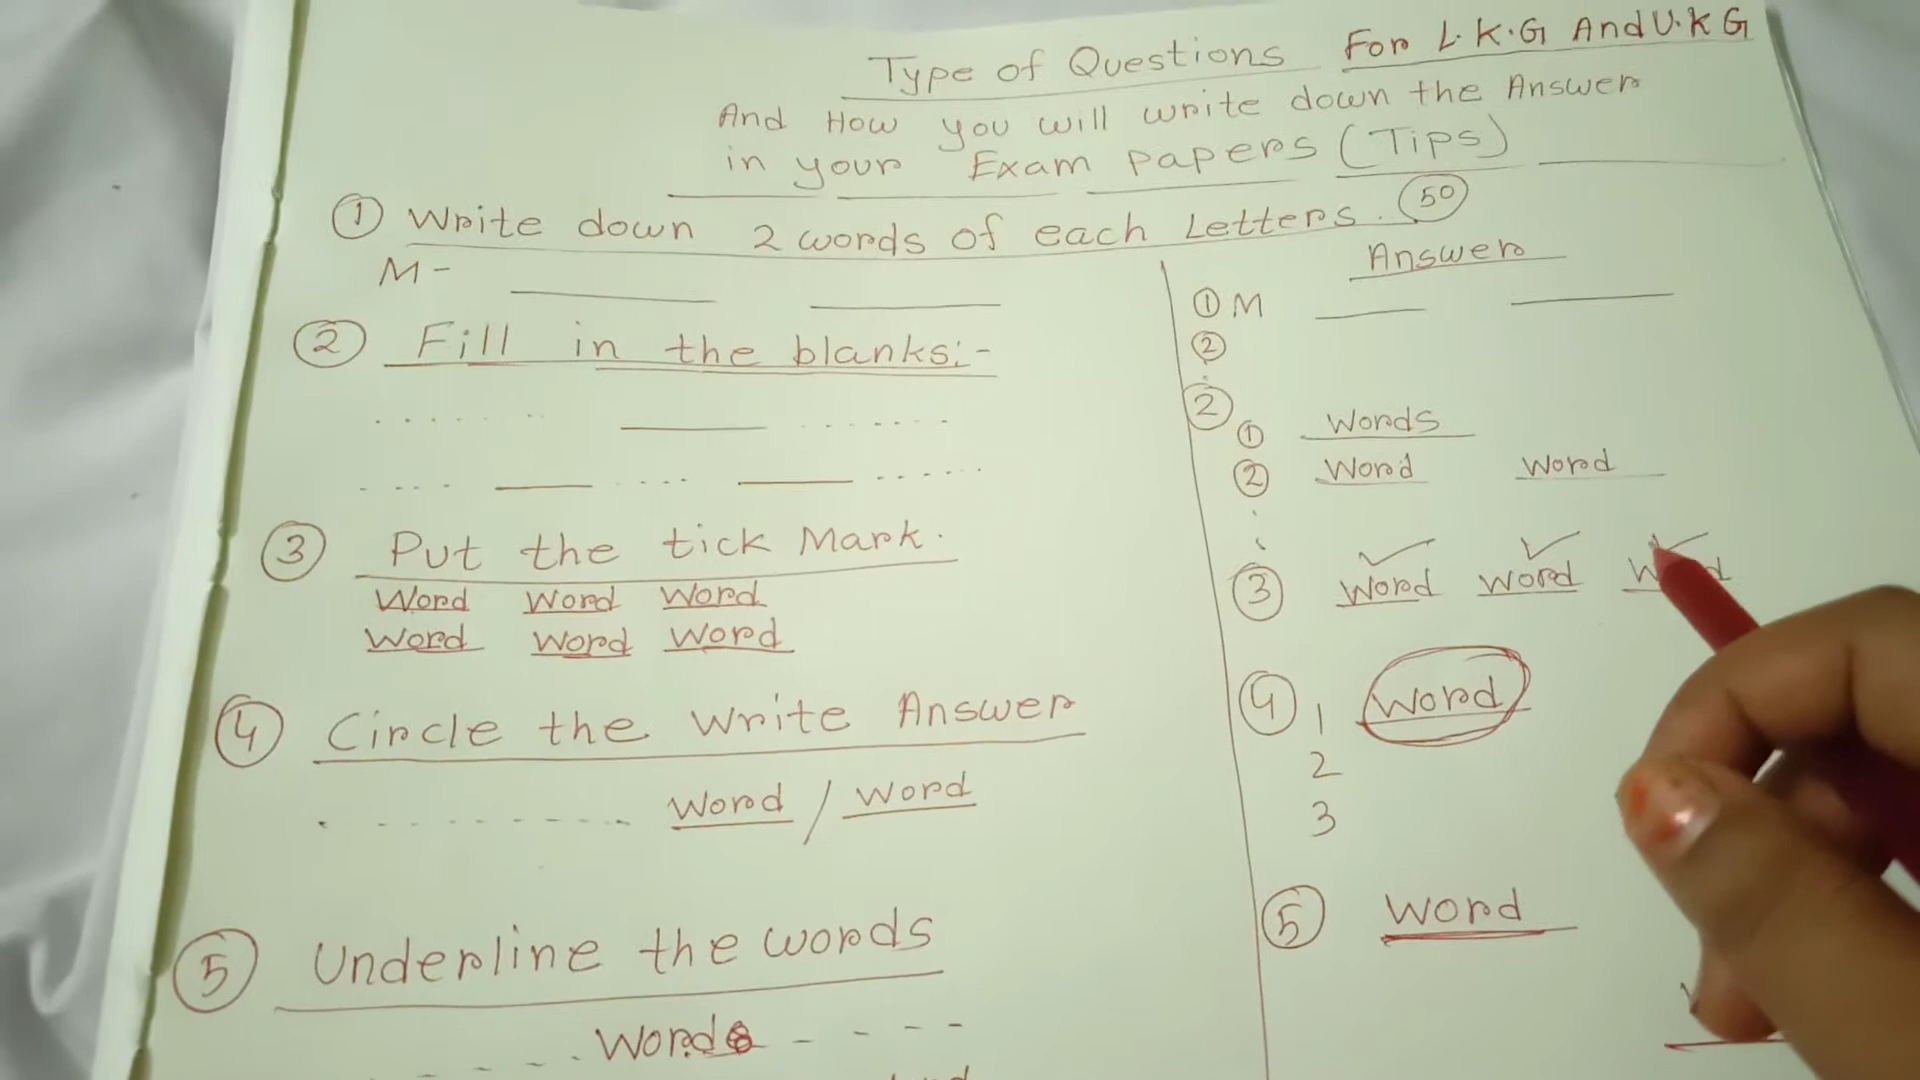 Type of Questions For L.K.G And U.K G
And How you will write down the Answer
in your Exam papers (Tips)
① Write down 2 words of each Letters. 50
M-
② Fill in the blanks:-
③ Put the tick Mark.
Word Word Word
Word Word Word
④ Circle the Write Answer
Word / Word
⑤ Underline the words
Word
Answer
① M
②
②
① Words
② Word Word
③ Word Word
④ 1 Word
2
3
⑤ Word